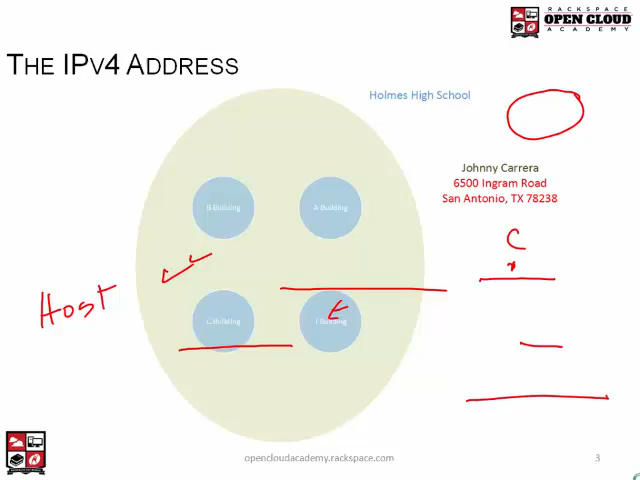 RACKSPACE
OPEN CLOUD
ACADEMY
THE IPV4 ADDRESS
Holmes High School
Johnny Carrera
6500 Ingram Road
San Antonio, TX 78238
B Building
A Building
C
Host
C Building
Building
opencloudacademy.rackspace.com
3